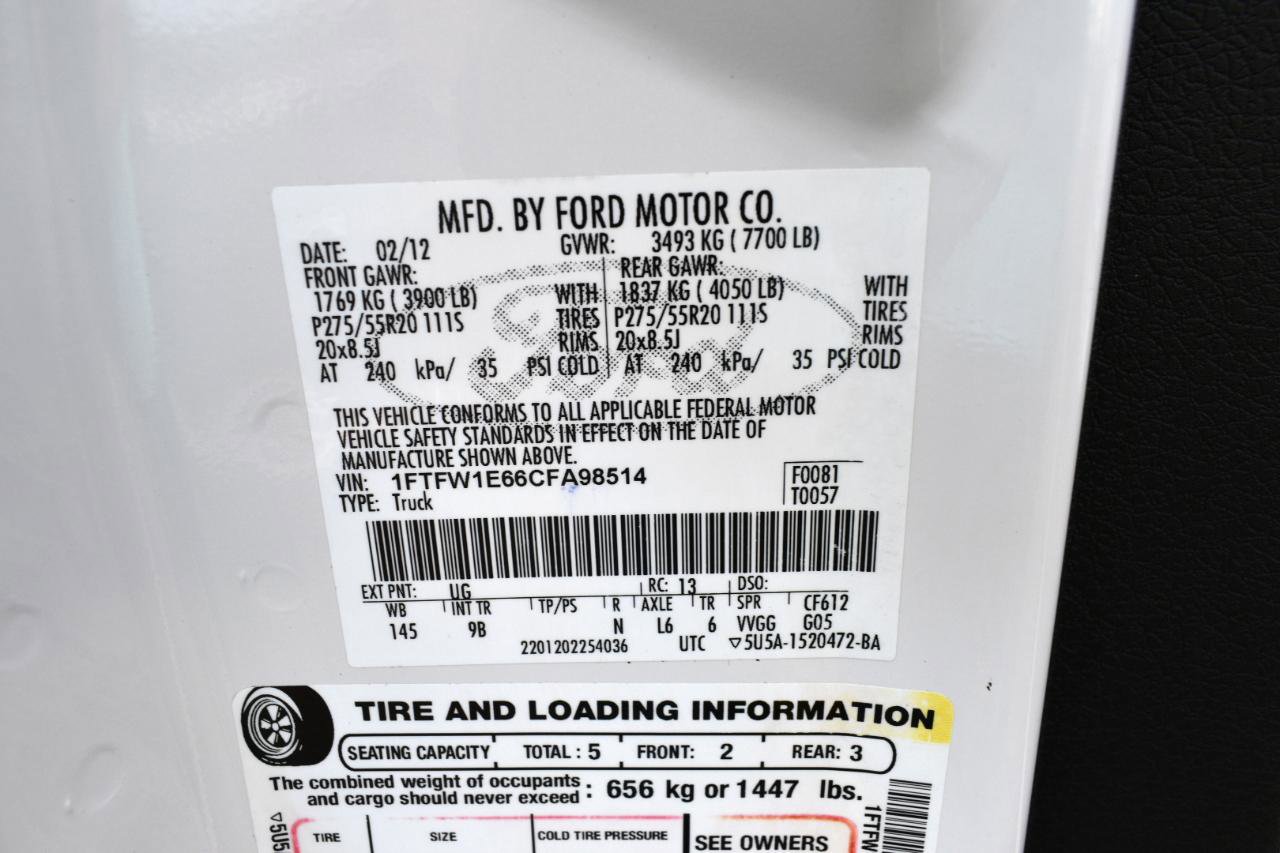 MFD. BY FORD MOTOR CO.
DATE: 02/12 GVWR: 3493 KG ( 7700 LB)
FRONT GAWR: REAR GAWR:
1769 KG ( 3900 LB) WITH 1837 KG ( 4050 LB) WITH
P275/55R20 111S TIRES P275/55R20 111S TIRES
20x8.5J RIMS 20x8.5J RIMS
AT 240 kPa/ 35 PSI COLD AT 240 kPa/ 35 PSI COLD
Ford
THIS VEHICLE CONFORMS TO ALL APPLICABLE FEDERAL MOTOR
VEHICLE SAFETY STANDARDS IN EFFECT ON THE DATE OF
MANUFACTURE SHOWN ABOVE.
VIN: 1FTFW1E66CFA98514 F0081
TYPE: Truck T0057
EXT PNT: UG RC: 13 DSO:
WB INT TR TP/PS R AXLE TR SPR CF612
145 9B N L6 6 VVGG G05
2201202254036 UTC ▽5U5A-1520472-BA
TIRE AND LOADING INFORMATION
SEATING CAPACITY TOTAL : 5 FRONT: 2 REAR: 3
The combined weight of occupants
and cargo should never exceed : 656 kg or 1447 lbs.
TIRE SIZE COLD TIRE PRESSURE SEE OWNERS
▽5U5
1FTFW